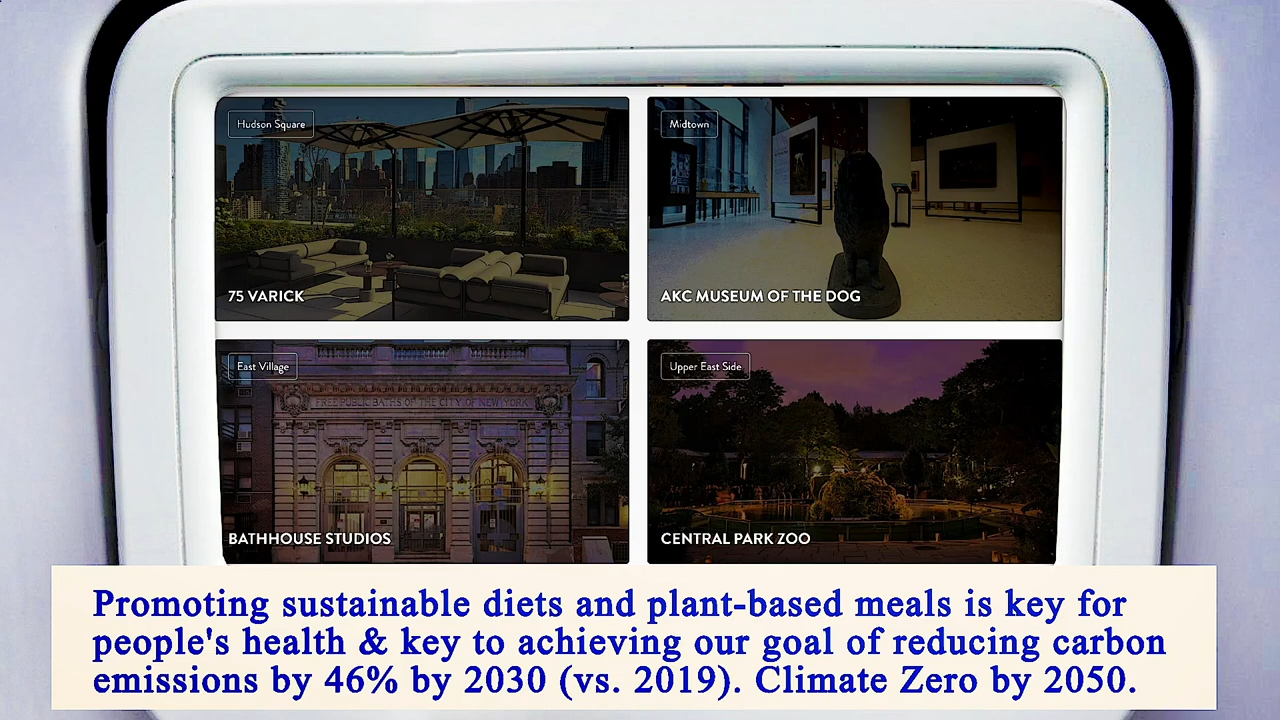 Hudson Square
75 VARICK
Midtown
AKC MUSEUM OF THE DOG
East Village
FREE PUBLIC BATHS OF THE CITY OF NEW YORK
BATHHOUSE STUDIOS
Upper East Side
CENTRAL PARK ZOO
Promoting sustainable diets and plant-based meals is key for
people's health & key to achieving our goal of reducing carbon
emissions by 46% by 2030 (vs. 2019). Climate Zero by 2050.